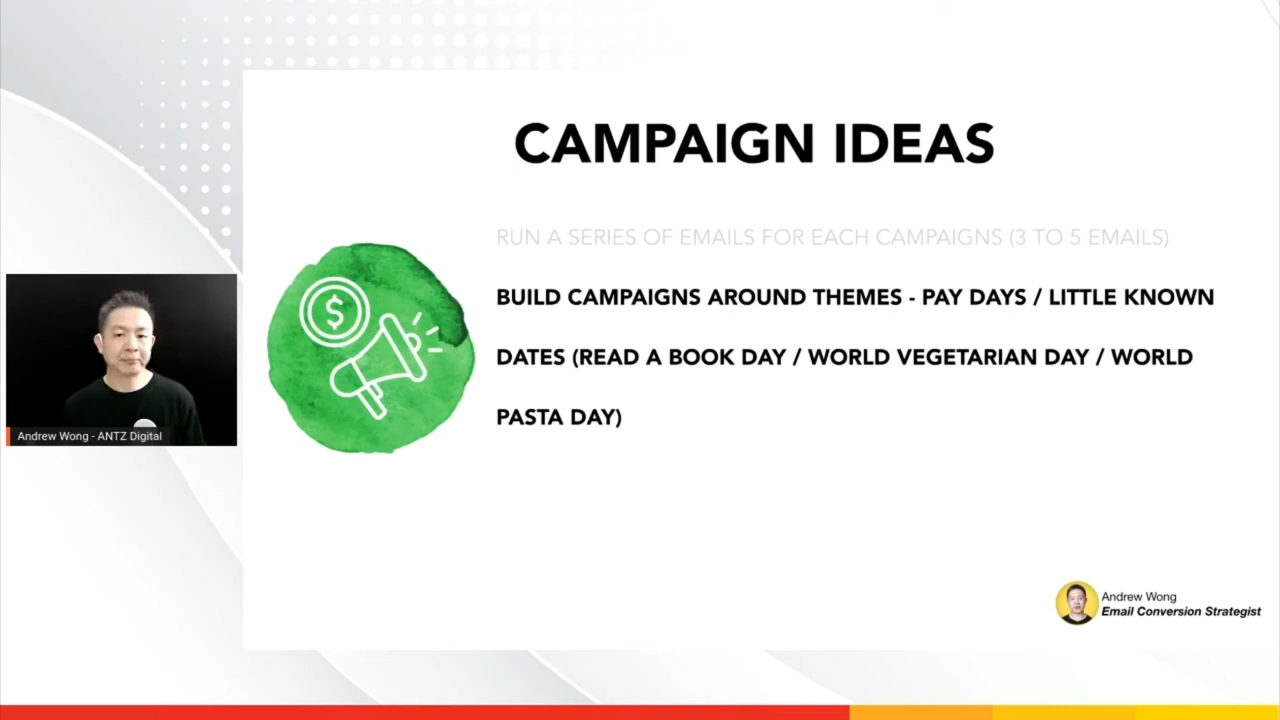 CAMPAIGN IDEAS
RUN A SERIES OF EMAILS FOR EACH CAMPAIGNS (3 TO 5 EMAILS)
BUILD CAMPAIGNS AROUND THEMES - PAY DAYS / LITTLE KNOWN
DATES (READ A BOOK DAY / WORLD VEGETARIAN DAY / WORLD
PASTA DAY)
$
Andrew Wong - ANTZ Digital
Andrew Wong
Email Conversion Strategist